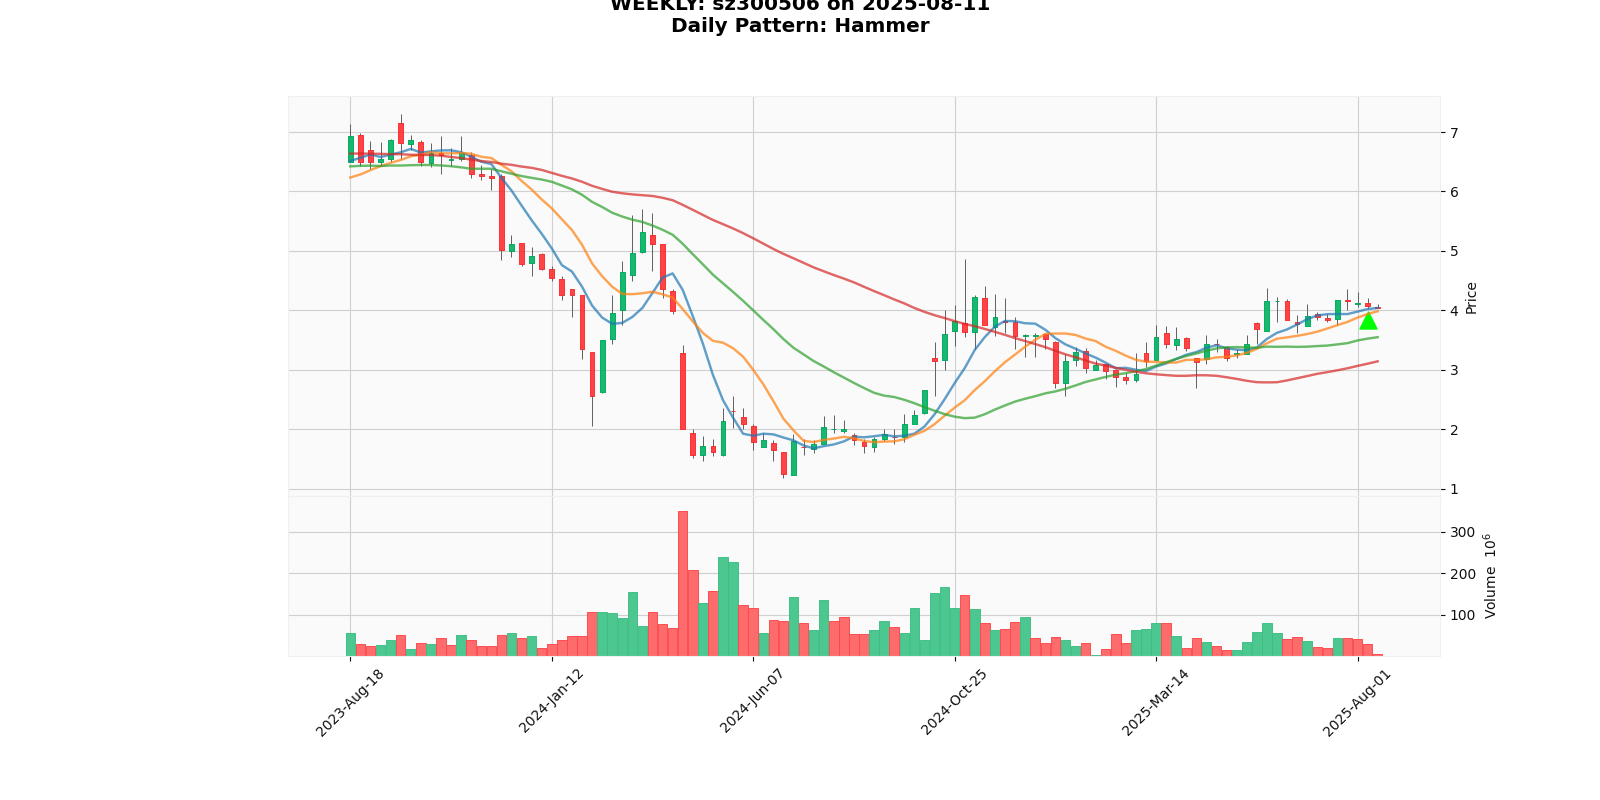 WEEKLY: sz300506 on 2025-08-11
Daily Pattern: Hammer
7
6
5
4
3
2
1
Price
300
200
100
Volume 10⁶
2023-Aug-18
2024-Jan-12
2024-Jun-07
2024-Oct-25
2025-Mar-14
2025-Aug-01